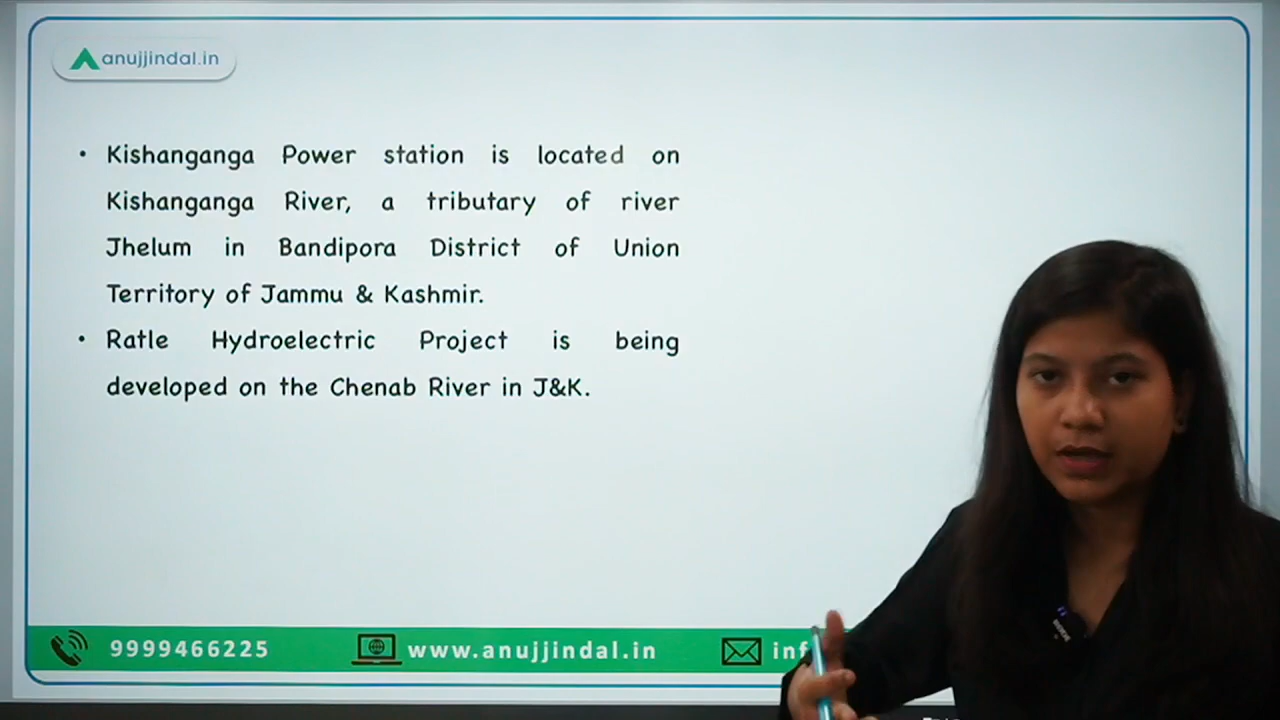 anujjindal.in
• Kishanganga Power station is located on
Kishanganga River, a tributary of river
Jhelum in Bandipora District of Union
Territory of Jammu & Kashmir.
• Ratle Hydroelectric Project is being
developed on the Chenab River in J&K.
9999466225
www.anujjindal.in